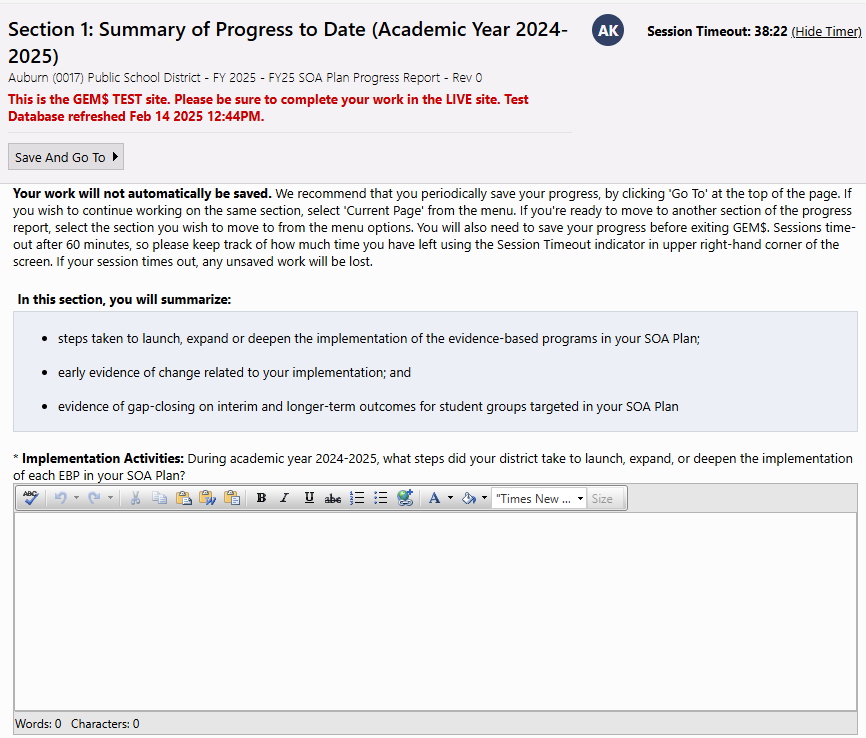 Section 1: Summary of Progress to Date (Academic Year 2024-
2025)
AK
Session Timeout: 38:22 (Hide Timer)
Auburn (0017) Public School District - FY 2025 - FY25 SOA Plan Progress Report - Rev 0
This is the GEM$ TEST site. Please be sure to complete your work in the LIVE site. Test
Database refreshed Feb 14 2025 12:44PM.
Save And Go To
Your work will not automatically be saved. We recommend that you periodically save your progress, by clicking 'Go To' at the top of the page. If
you wish to continue working on the same section, select 'Current Page' from the menu. If you're ready to move to another section of the progress
report, select the section you wish to move to from the menu options. You will also need to save your progress before exiting GEM$. Sessions time-
out after 60 minutes, so please keep track of how much time you have left using the Session Timeout indicator in upper right-hand corner of the
screen. If your session times out, any unsaved work will be lost.
In this section, you will summarize:
• steps taken to launch, expand or deepen the implementation of the evidence-based programs in your SOA Plan;
• early evidence of change related to your implementation; and
• evidence of gap-closing on interim and longer-term outcomes for student groups targeted in your SOA Plan
* Implementation Activities: During academic year 2024-2025, what steps did your district take to launch, expand, or deepen the implementation
of each EBP in your SOA Plan?
ABC B I U abc A "Times New ... Size
Words: 0 Characters: 0